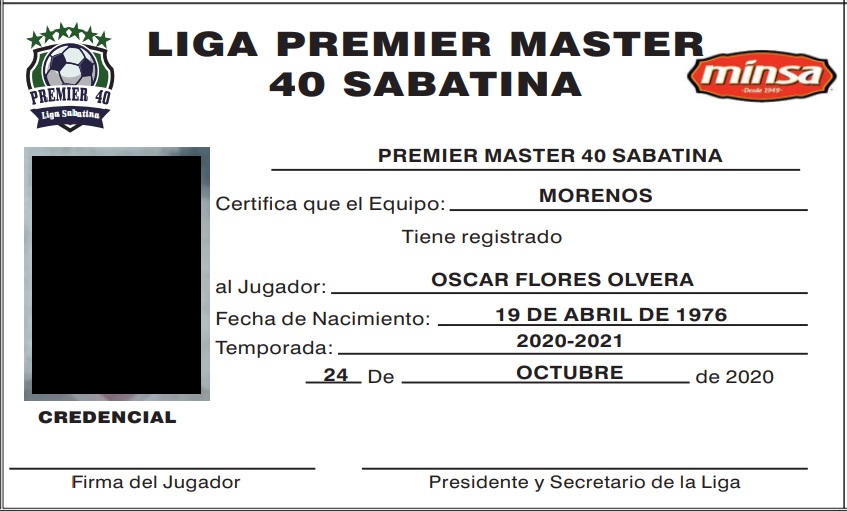 LIGA PREMIER MASTER
40 SABATINA
PREMIER 40
Liga Sabatina
minsa
-Desde 1949-
PREMIER MASTER 40 SABATINA
Certifica que el Equipo: MORENOS
Tiene registrado
al Jugador: OSCAR FLORES OLVERA
Fecha de Nacimiento: 19 DE ABRIL DE 1976
Temporada: 2020-2021
24 De OCTUBRE de 2020
CREDENCIAL
Firma del Jugador
Presidente y Secretario de la Liga